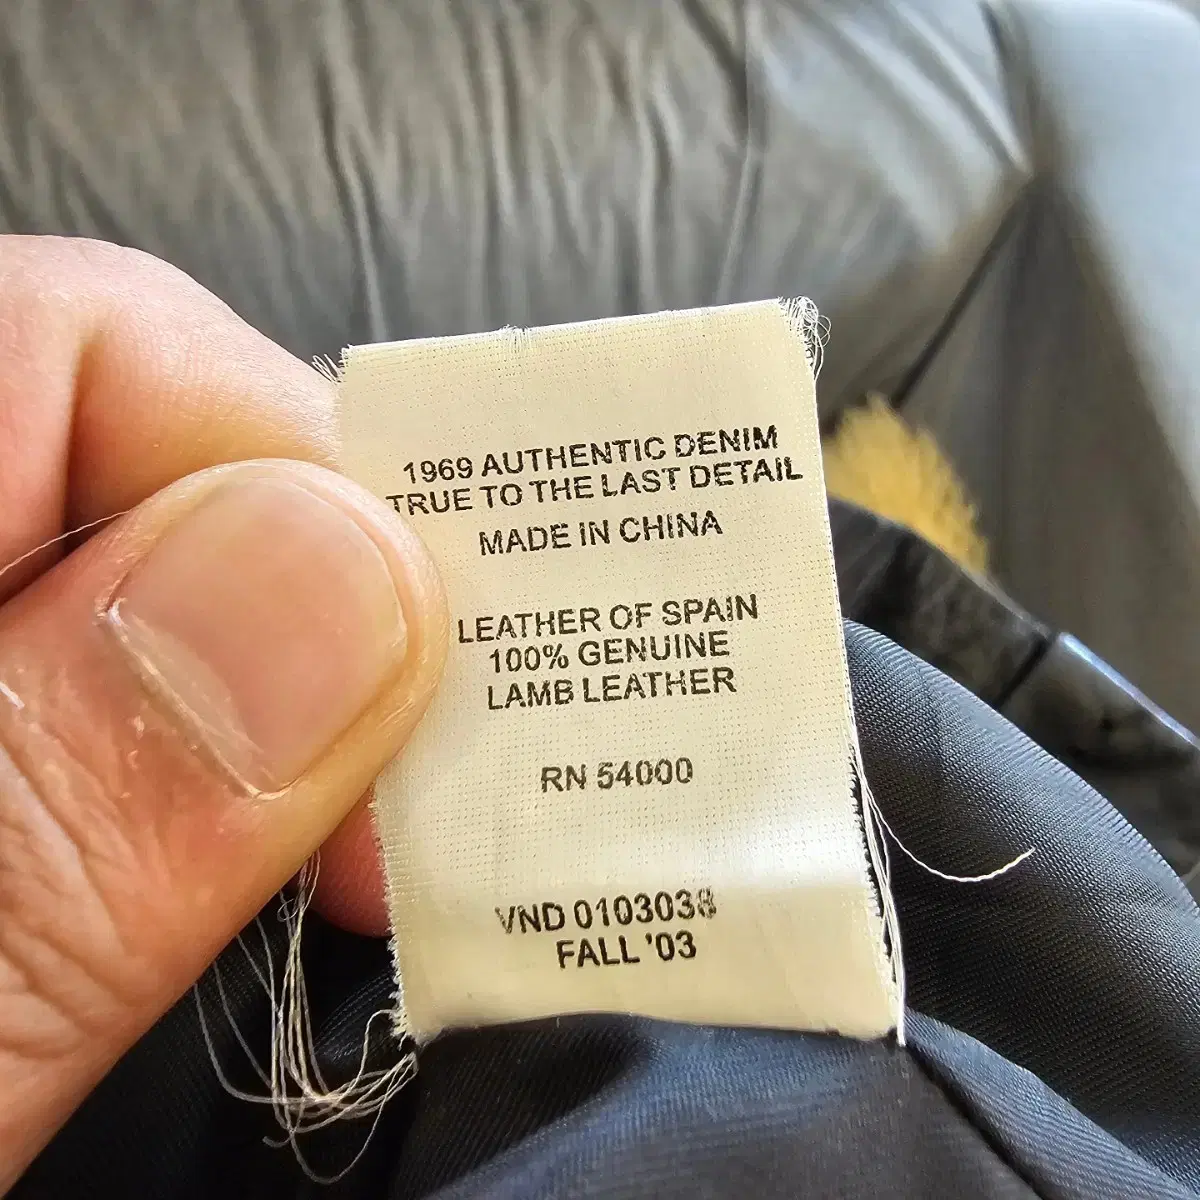 1969 AUTHENTIC DENIM
TRUE TO THE LAST DETAIL
MADE IN CHINA
LEATHER OF SPAIN
100% GENUINE
LAMB LEATHER
RN 54000
VND 0103038
FALL '03